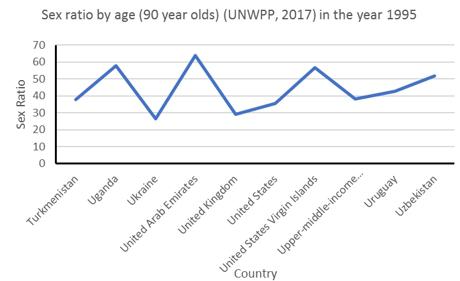 Sex ratio by age (90 year olds) (UNWPP, 2017) in the year 1995
70
60
50
40
30
20
10
0
Sex Ratio
Turkmenistan
Uganda
Ukraine
United Arab Emirates
United Kingdom
United States
United States Virgin Islands
Upper-middle-income...
Uruguay
Uzbekistan
Country